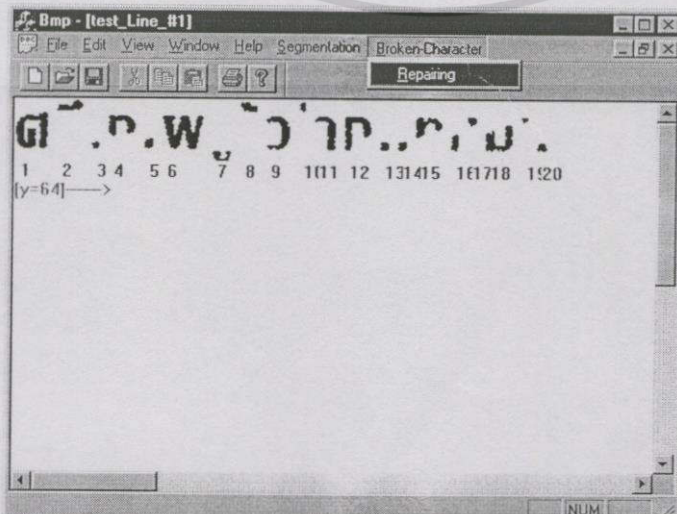 Bmp - [test_Line_#1]
File Edit View Window Help Segmentation Broken-Character
Repairing
1 2 3 4 5 6 7 8 9 10 11 12 13 14 15 16 17 18 19 20
[y=64]——>
NUM